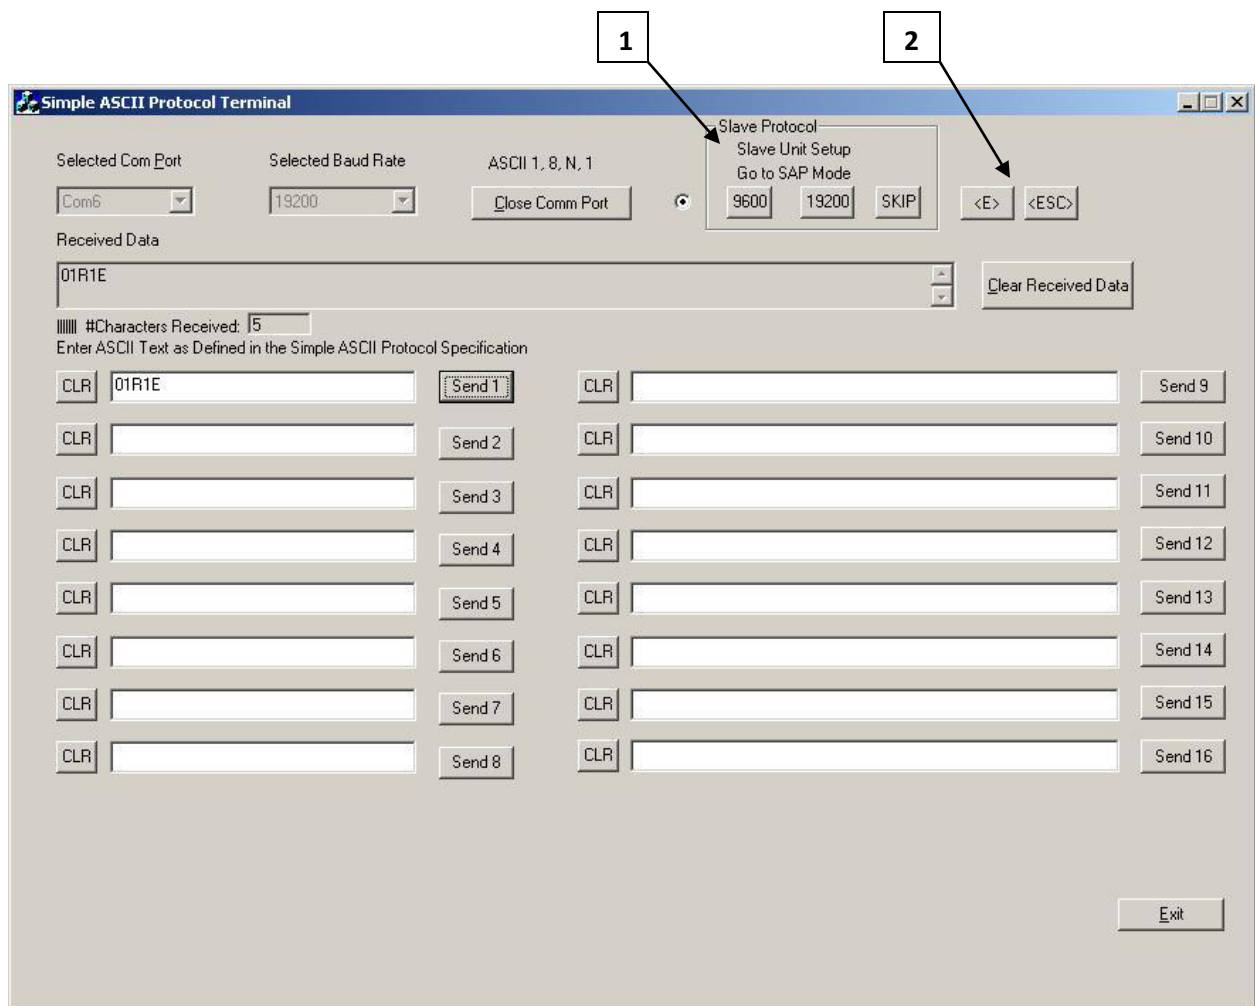 1
2
Simple ASCII Protocol Terminal
Slave Protocol
Selected Com Port
Selected Baud Rate
ASCII 1, 8, N, 1
Slave Unit Setup
Go to SAP Mode
Com6
19200
Close Comm Port
9600
19200
SKIP
<E>
<ESC>
Received Data
01R1E
Clear Received Data
|||||| #Characters Received: 5
Enter ASCII Text as Defined in the Simple ASCII Protocol Specification
CLR 01R1E Send 1 CLR Send 9
CLR Send 2 CLR Send 10
CLR Send 3 CLR Send 11
CLR Send 4 CLR Send 12
CLR Send 5 CLR Send 13
CLR Send 6 CLR Send 14
CLR Send 7 CLR Send 15
CLR Send 8 CLR Send 16
Exit